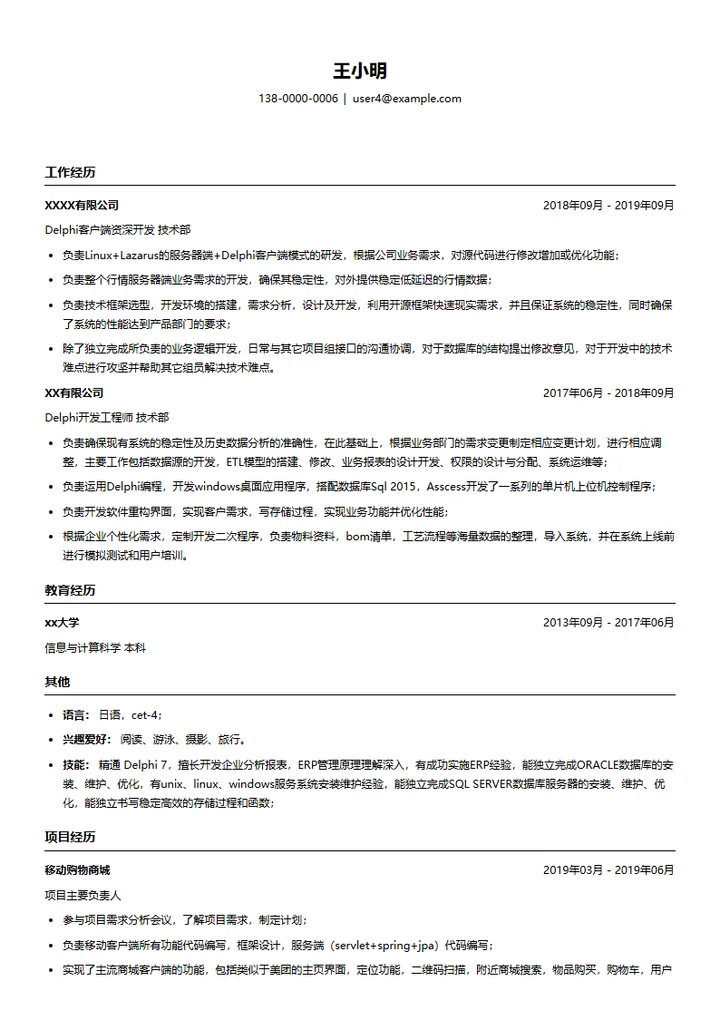 王小明
138-0000-0006 | user4@example.com
工作经历
XXXX有限公司 2018年09月 - 2019年09月
Delphi客户端资深开发 技术部
• 负责Linux+Lazarus的服务器端+Delphi客户端模式的研发，根据公司业务需求，对源代码进行修改增加或优化功能；
• 负责整个行情服务器端业务需求的开发，确保其稳定性，对外提供稳定低延迟的行情数据；
• 负责技术框架选型，开发环境的搭建，需求分析，设计及开发，利用开源框架快速现实需求，并且保证系统的稳定性，同时确保
了系统的性能达到产品部门的要求；
• 除了独立完成所负责的业务逻辑开发，日常与其它项目组接口的沟通协调，对于数据库的结构提出修改意见，对于开发中的技术
难点进行攻坚并帮助其它组员解决技术难点。
XX有限公司 2017年06月 - 2018年09月
Delphi开发工程师 技术部
• 负责确保现有系统的稳定性及历史数据分析的准确性，在此基础上，根据业务部门的需求变更制定相应变更计划，进行相应调
整，主要工作包括数据源的开发，ETL模型的搭建、修改、业务报表的设计开发、权限的设计与分配、系统运维等；
• 负责运用Delphi编程，开发windows桌面应用程序，搭配数据库Sql 2015，Asscess开发了一系列的单片机上位机控制程序；
• 负责开发软件重构界面，实现客户需求，写存储过程，实现业务功能并优化性能；
• 根据企业个性化需求，定制开发二次程序，负责物料资料，bom清单，工艺流程等海量数据的整理，导入系统，并在系统上线前
进行模拟测试和用户培训。
教育经历
xx大学 2013年09月 - 2017年06月
信息与计算科学 本科
其他
• 语言： 日语，cet-4；
• 兴趣爱好： 阅读、游泳、摄影、旅行。
• 技能： 精通 Delphi 7，擅长开发企业分析报表，ERP管理原理理解深入，有成功实施ERP经验，能独立完成ORACLE数据库的安
装、维护、优化，有unix、linux、windows服务系统安装维护经验，能独立完成SQL SERVER数据库服务器的安装、维护、优
化，能独立书写稳定高效的存储过程和函数；
项目经历
移动购物商城 2019年03月 - 2019年06月
项目主要负责人
• 参与项目需求分析会议，了解项目需求，制定计划；
• 负责移动客户端所有功能代码编写，框架设计，服务端（servlet+spring+jpa）代码编写；
• 实现了主流商城客户端的功能，包括类似于美团的主页界面，定位功能，二维码扫描，附近商城搜索，物品购买，购物车，用户